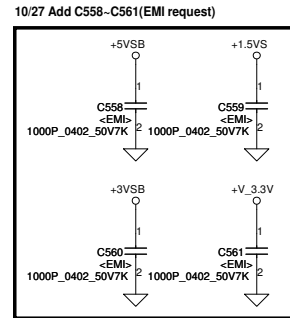 10/27 Add C558~C561(EMI request)
+5VSB
1
C558
<EMI>
2
1000P_0402_50V7K
+1.5VS
1
C559
<EMI>
2
1000P_0402_50V7K
+3VSB
1
C560
<EMI>
2
1000P_0402_50V7K
+V_3.3V
1
C561
<EMI>
2
1000P_0402_50V7K